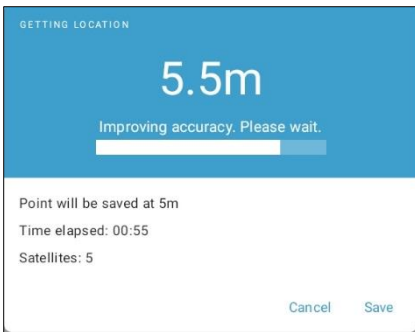 GETTING LOCATION
5.5m
Improving accuracy. Please wait.
Point will be saved at 5m
Time elapsed: 00:55
Satellites: 5
Cancel Save